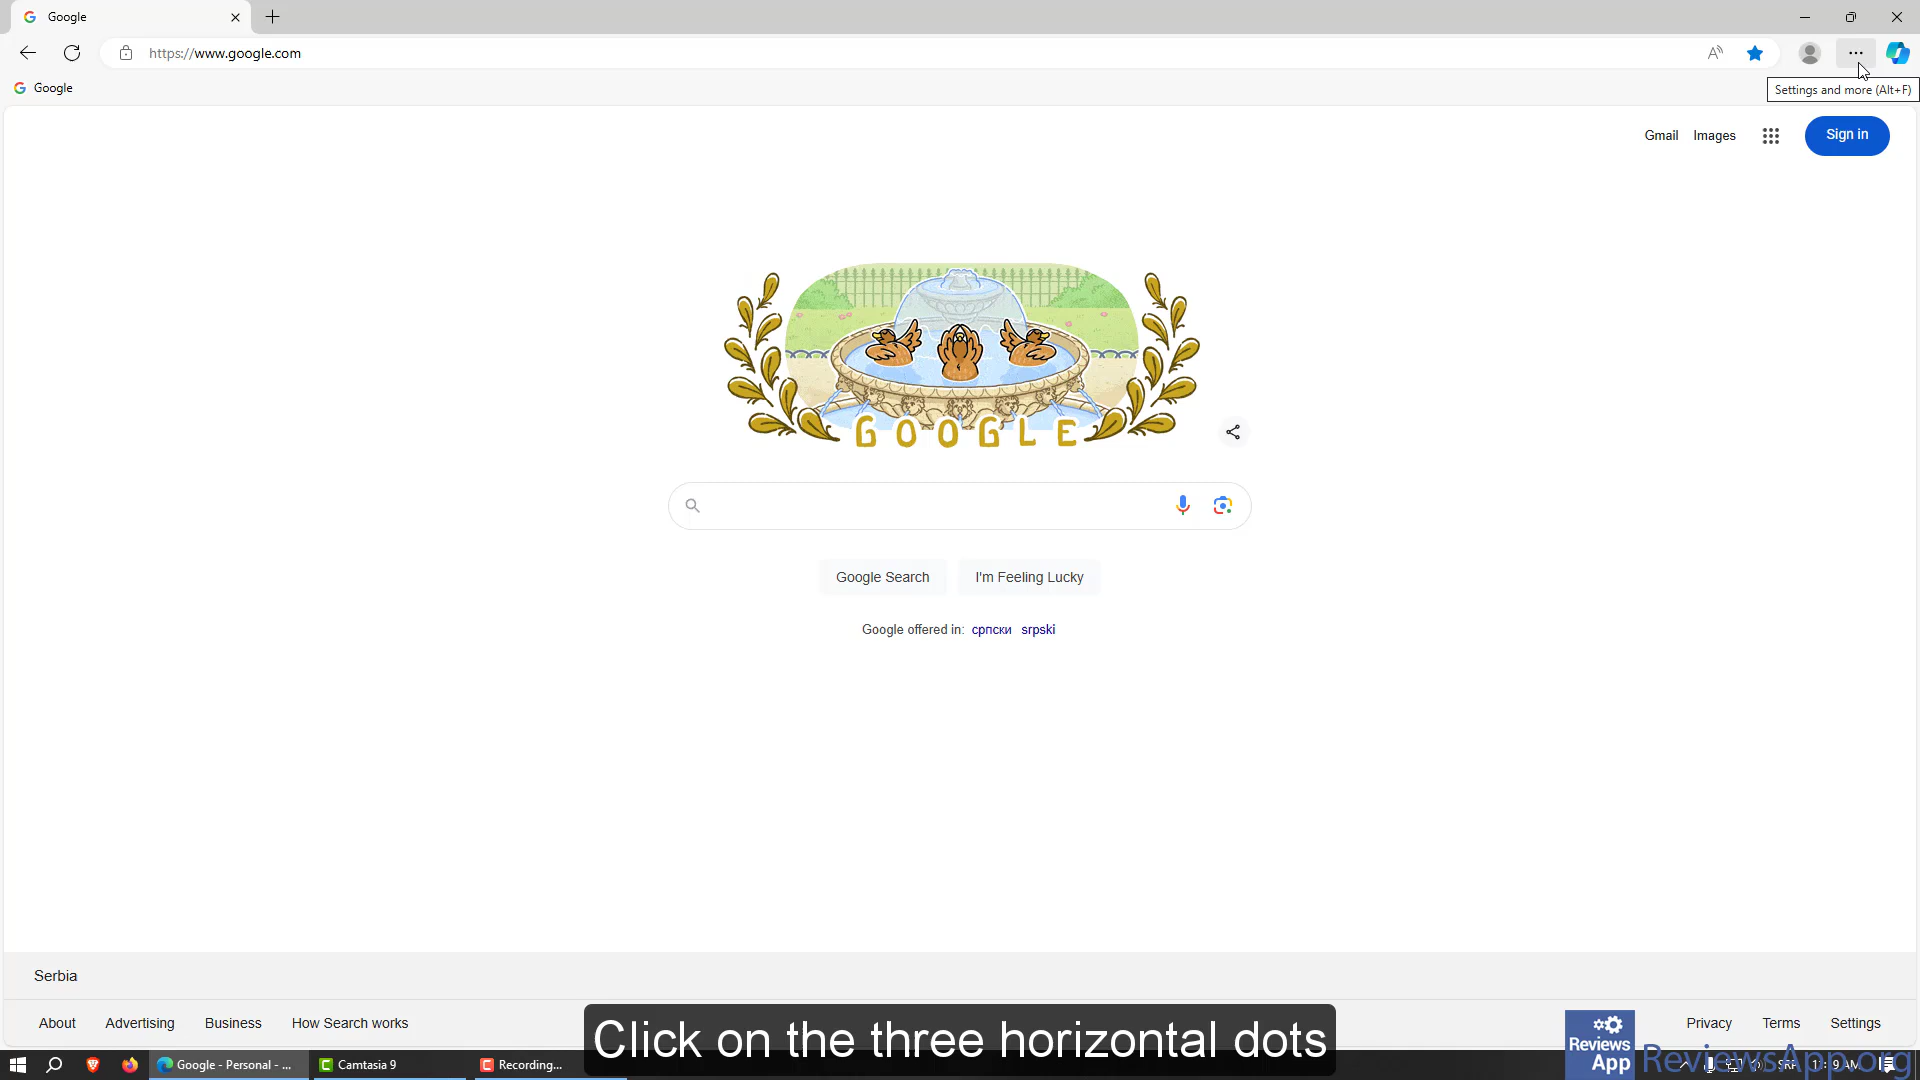 Google
https://www.google.com
Google
Settings and more (Alt+F)
Gmail Images Sign in
GOOGLE
Google Search I'm Feeling Lucky
Google offered in: српски srpski
Serbia
About Advertising Business How Search works
Privacy Terms Settings
Click on the three horizontal dots
Reviews
App
ReviewsApp.org
Google - Personal - ...
Camtasia 9
Recording...